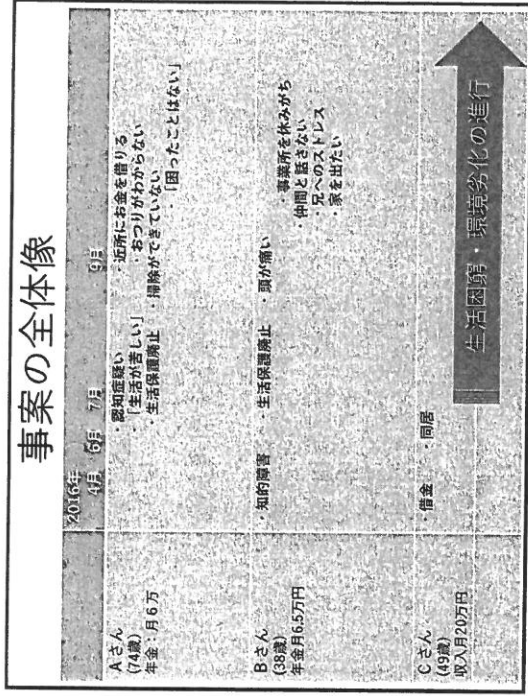 事案の全体像
2016年
4月 6月 7月 9月
Aさん
(74歳)
年金：月6万
・認知症疑い
「生活が苦しい」
・生活保護廃止
・近所にお金を借りる
・おつりがわからない
・掃除ができていない
・「困ったことはない」
Bさん
(38歳)
年金月6.5万円
・知的障害
・生活保護廃止
・頭が痛い
・事業所を休みがち
・仲間と話さない
・兄へのストレス
・家を出たい
Cさん
(49歳)
収入月20万円
・借金
・同居
生活困窮・環境劣化の進行